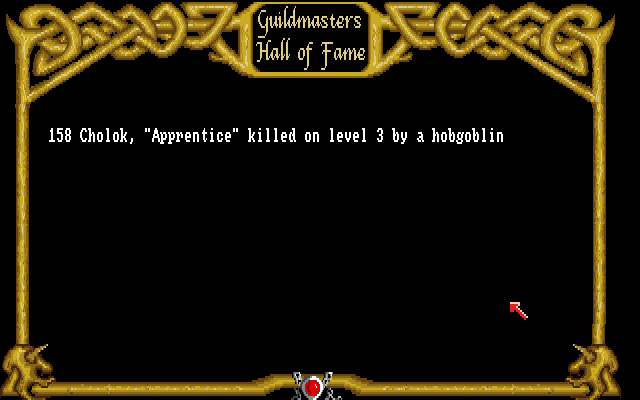 Guildmasters
Hall of Fame
158 Cholok, "Apprentice" killed on level 3 by a hobgoblin